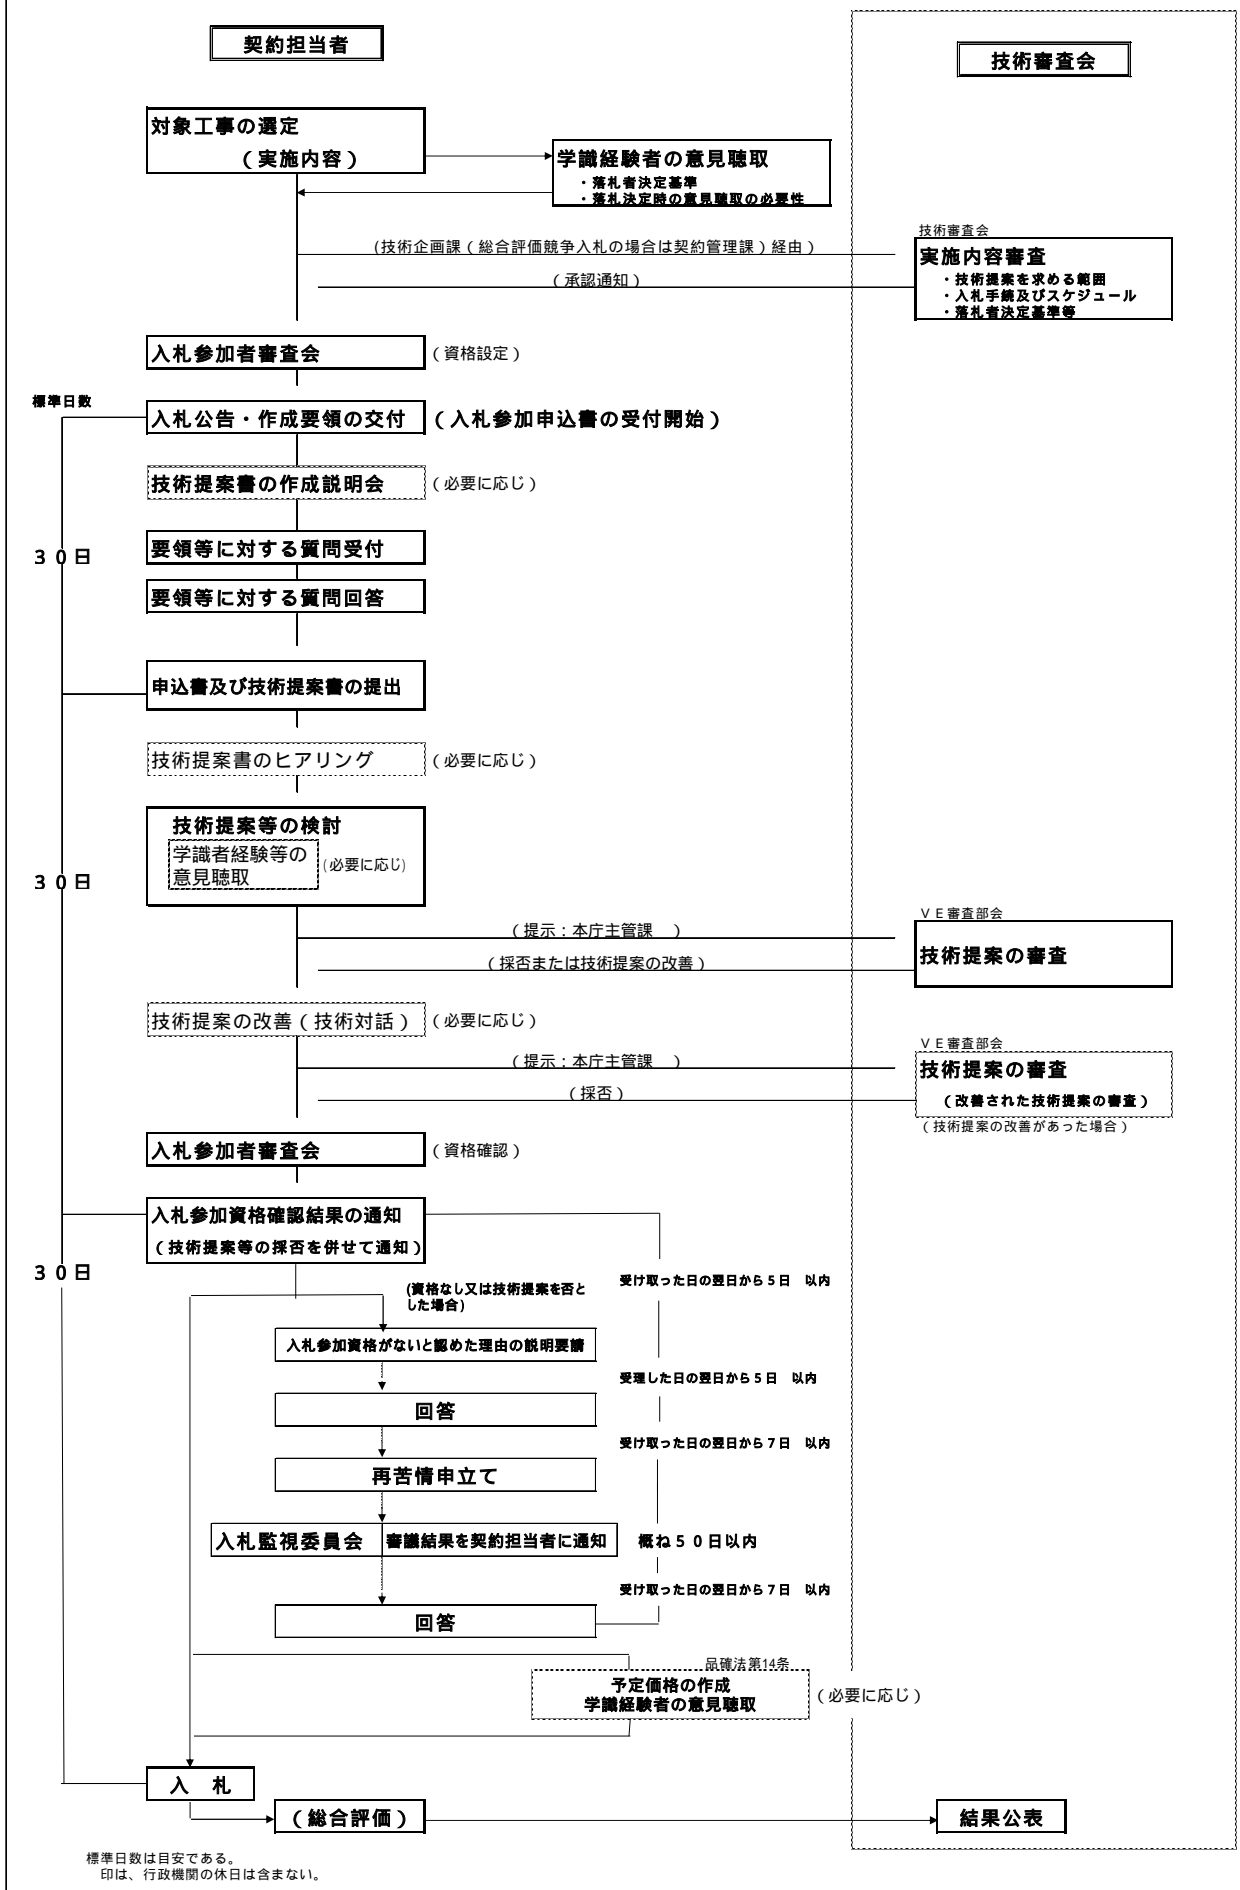 契約担当者
技術審査会
対象工事の選定
（実施内容）
学識経験者の意見聴取
・落札者決定基準
・落札決定時の意見聴取の必要性
(技術企画課（総合評価競争入札の場合は契約管理課）経由）
（承認通知）
技術審査会
実施内容審査
・技術提案を求める範囲
・入札手続及びスケジュール
・落札者決定基準等
入札参加者審査会
（資格設定）
標準日数
入札公告・作成要領の交付
（入札参加申込書の受付開始）
技術提案書の作成説明会
（必要に応じ）
３０日
要領等に対する質問受付
要領等に対する質問回答
申込書及び技術提案書の提出
技術提案書のヒアリング
（必要に応じ）
技術提案等の検討
学識者経験等の
意見聴取
(必要に応じ)
３０日
（提示：本庁主管課　）
（採否または技術提案の改善）
ＶＥ審査部会
技術提案の審査
技術提案の改善（技術対話）
（必要に応じ）
（提示：本庁主管課　）
（採否）
ＶＥ審査部会
技術提案の審査
（改善された技術提案の審査）
（技術提案の改善があった場合）
入札参加者審査会
（資格確認）
入札参加資格確認結果の通知
（技術提案等の採否を併せて通知）
３０日
(資格なし又は技術提案を否と
した場合)
受け取った日の翌日から５日　以内
入札参加資格がないと認めた理由の説明要請
受理した日の翌日から５日　以内
回答
受け取った日の翌日から７日　以内
再苦情申立て
入札監視委員会
審議結果を契約担当者に通知
概ね５０日以内
受け取った日の翌日から７日　以内
回答
品確法第14条
予定価格の作成
学識経験者の意見聴取
（必要に応じ）
入　札
（総合評価）
結果公表
標準日数は目安である。
印は、行政機関の休日は含まない。